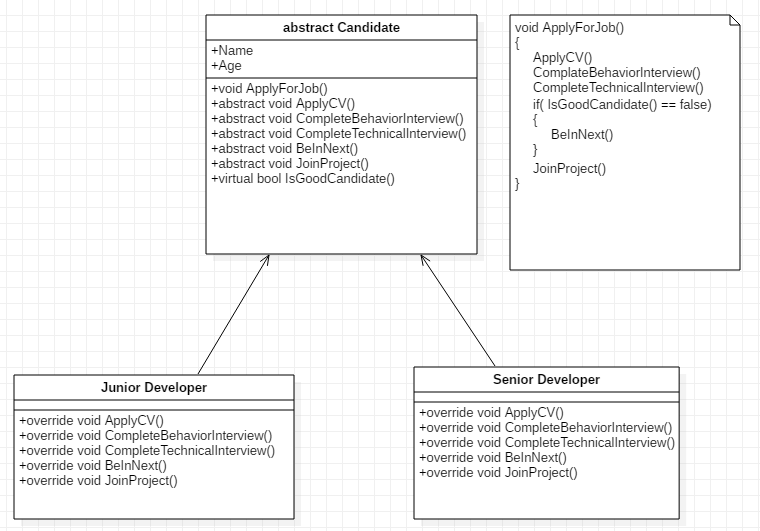 abstract Candidate
+Name
+Age
+void ApplyForJob()
+abstract void ApplyCV()
+abstract void CompleteBehaviorInterview()
+abstract void CompleteTechnicalInterview()
+abstract void BeInNext()
+abstract void JoinProject()
+virtual bool IsGoodCandidate()
void ApplyForJob()
{
ApplyCV()
ComplateBehaviorInterview()
CompleteTechnicalInterview()
if( IsGoodCandidate() == false)
{
BeInNext()
}
JoinProject()
}
Junior Developer
+override void ApplyCV()
+override void CompleteBehaviorInterview()
+override void CompleteTechnicalInterview()
+override void BeInNext()
+override void JoinProject()
Senior Developer
+override void ApplyCV()
+override void CompleteBehaviorInterview()
+override void CompleteTechnicalInterview()
+override void BeInNext()
+override void JoinProject()